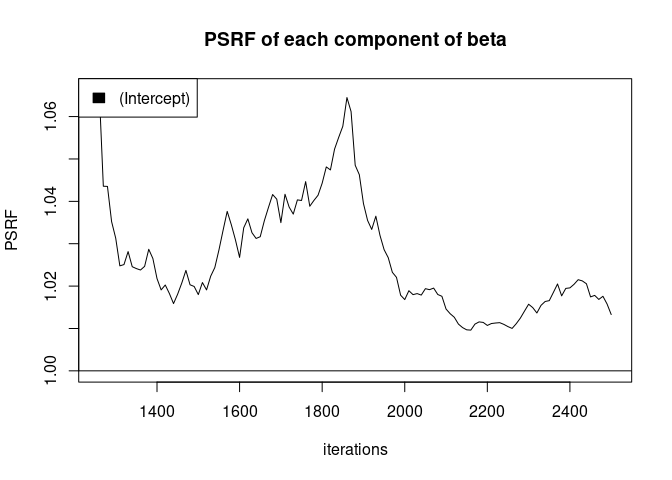 PSRF of each component of beta
(Intercept)
PSRF
1.06
1.04
1.02
1.00
1400 1600 1800 2000 2200 2400
iterations